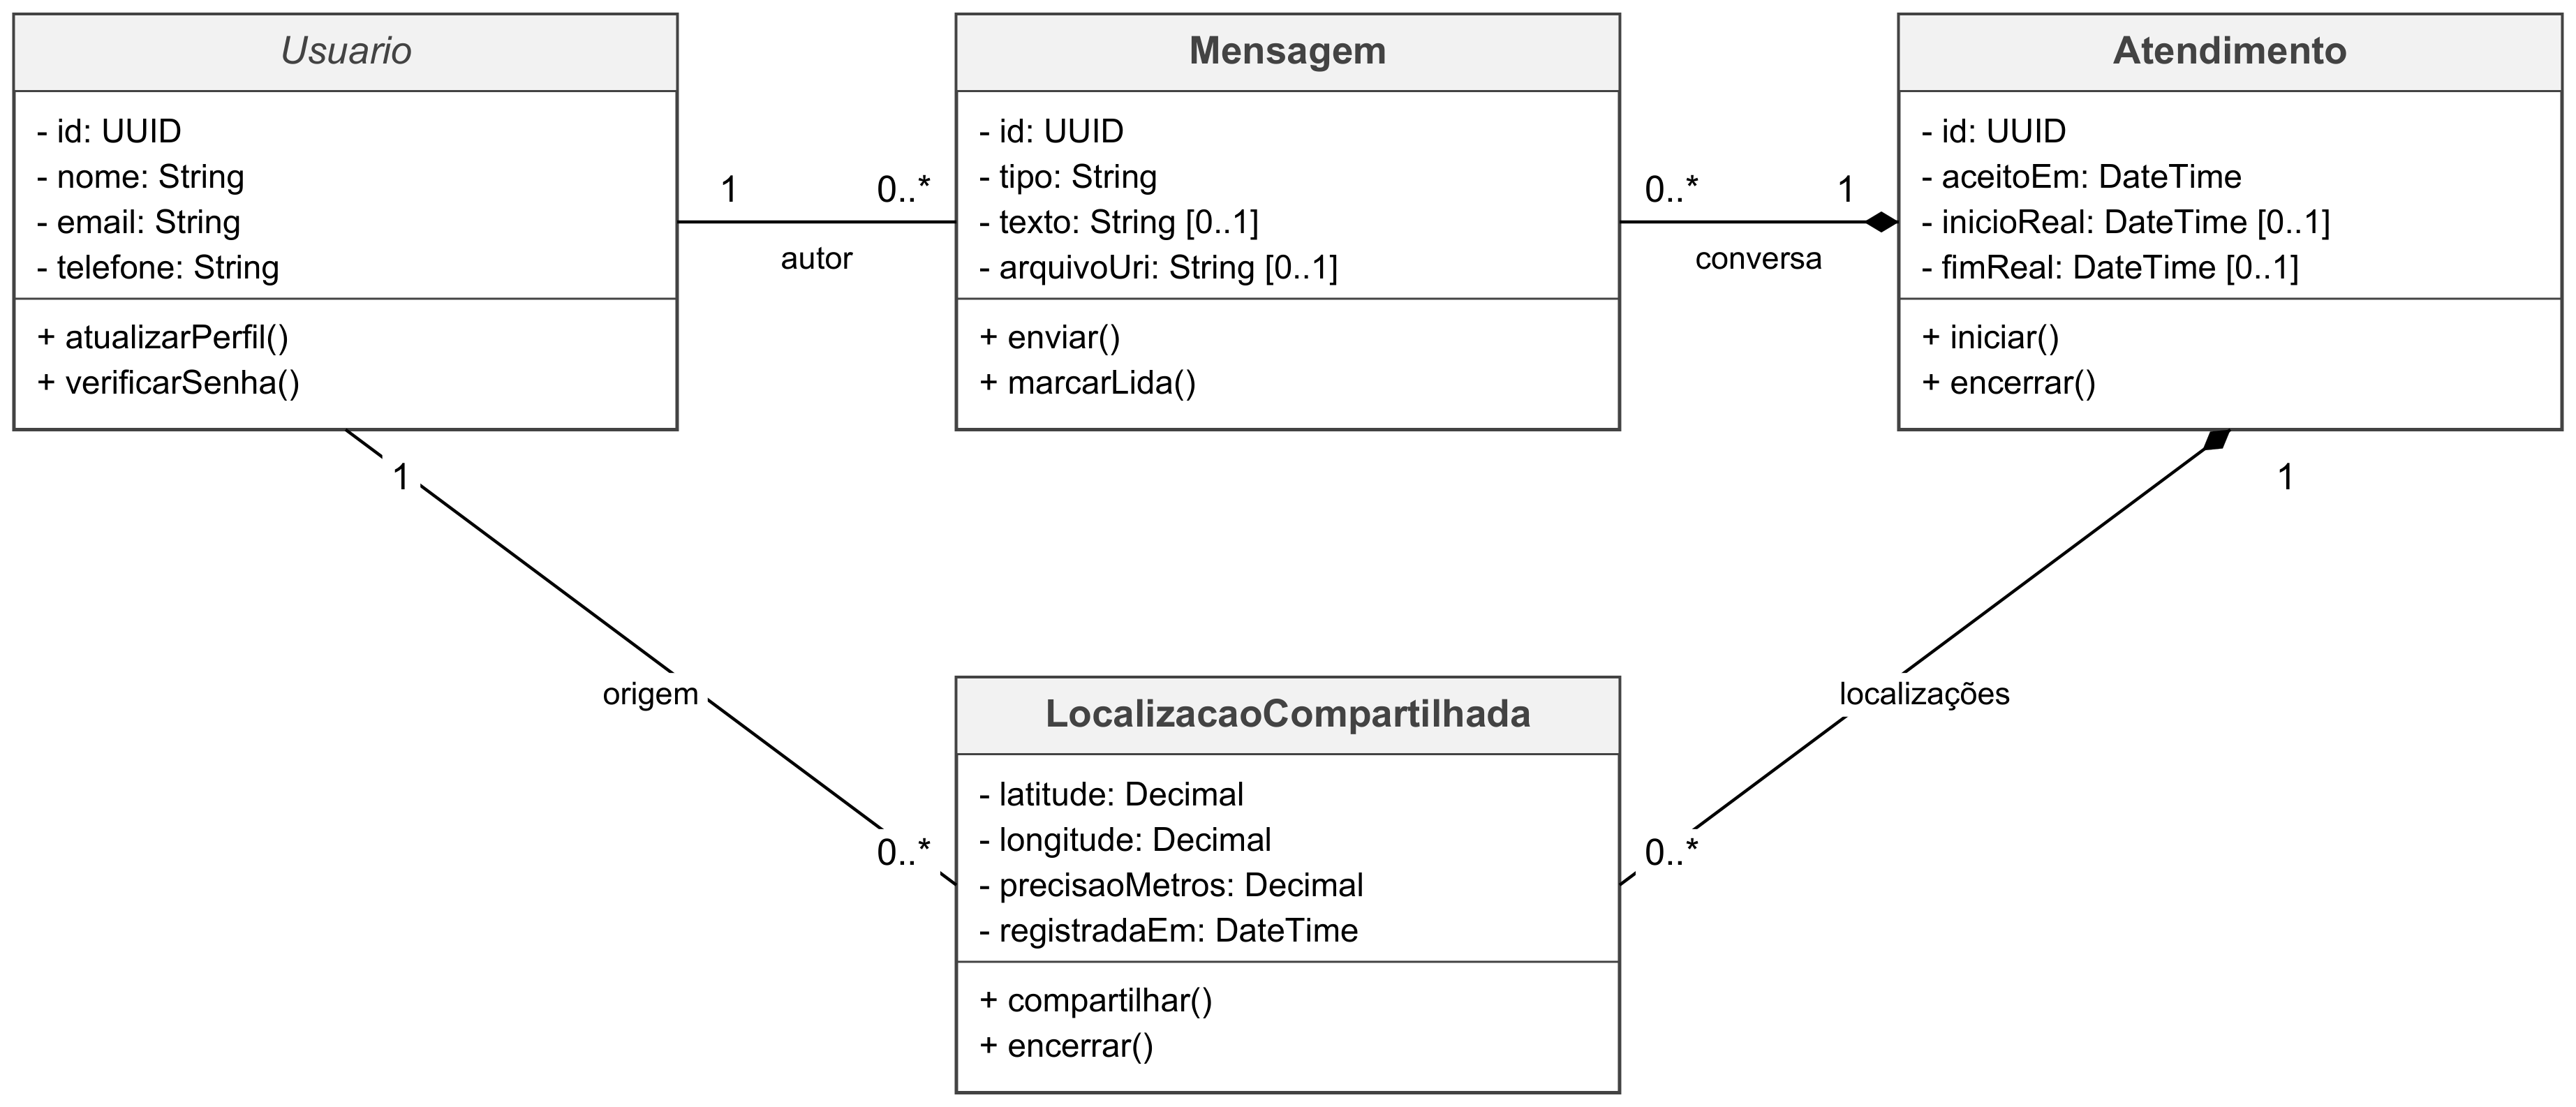 Usuario
- id: UUID
- nome: String
- email: String
- telefone: String
+ atualizarPerfil()
+ verificarSenha()
1
0..*
autor
Mensagem
- id: UUID
- tipo: String
- texto: String [0..1]
- arquivoUri: String [0..1]
+ enviar()
+ marcarLida()
0..*
1
conversa
Atendimento
- id: UUID
- aceitoEm: DateTime
- inicioReal: DateTime [0..1]
- fimReal: DateTime [0..1]
+ iniciar()
+ encerrar()
1
origem
0..*
1
localizações
0..*
LocalizacaoCompartilhada
- latitude: Decimal
- longitude: Decimal
- precisaoMetros: Decimal
- registradaEm: DateTime
+ compartilhar()
+ encerrar()